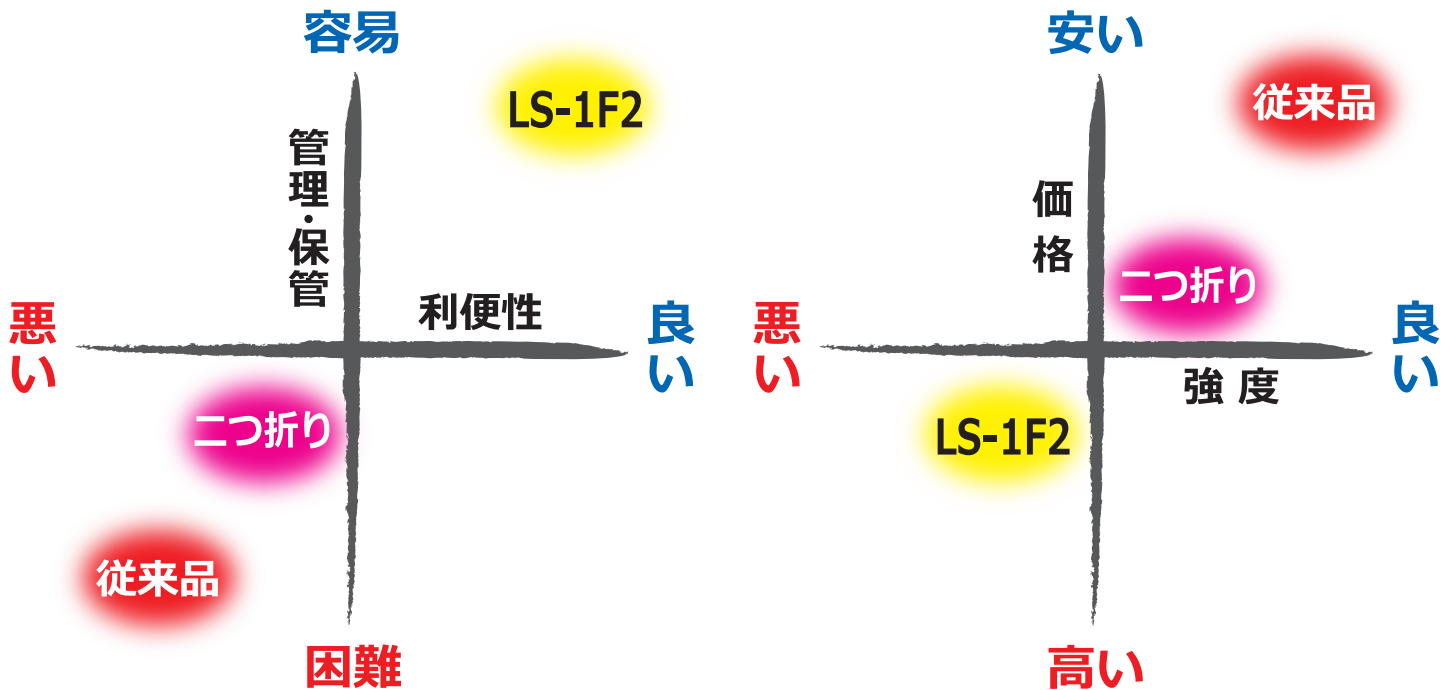 容易
LS-1F2
管理・保管
利便性
悪い
良い
二つ折り
従来品
困難
安い
従来品
価格
二つ折り
悪い
良い
強度
LS-1F2
高い